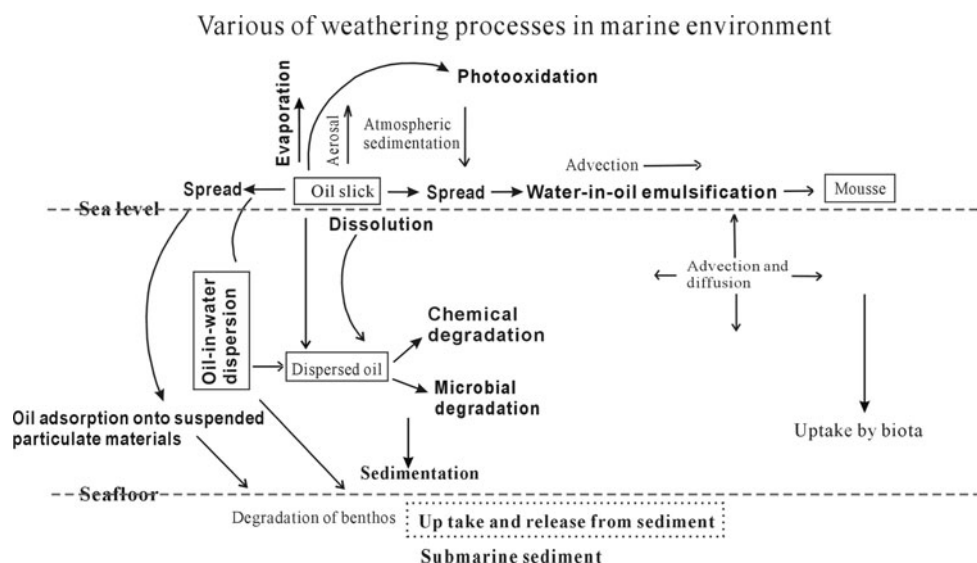 Various of weathering processes in marine environment
Evaporation
Aerosal
Photooxidation
Atmospheric
sedimentation
Advection
Spread
Oil slick
Spread
Water-in-oil emulsification
Mousse
Sea level
Dissolution
Advection and
diffusion
Oil-in-water
dispersion
Chemical
degradation
Dispersed oil
Microbial
degradation
Oil adsorption onto suspended
particulate materials
Uptake by biota
Sedimentation
Seafloor
Degradation of benthos
Up take and release from sediment
Submarine sediment